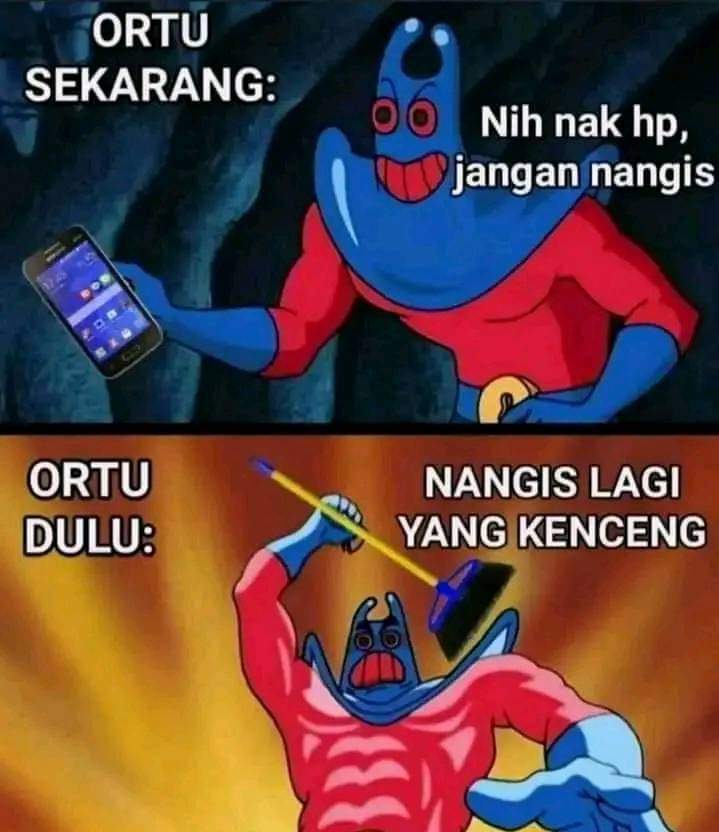 ORTU
SEKARANG:
Nih nak hp,
jangan nangis
ORTU
DULU:
NANGIS LAGI
YANG KENCENG